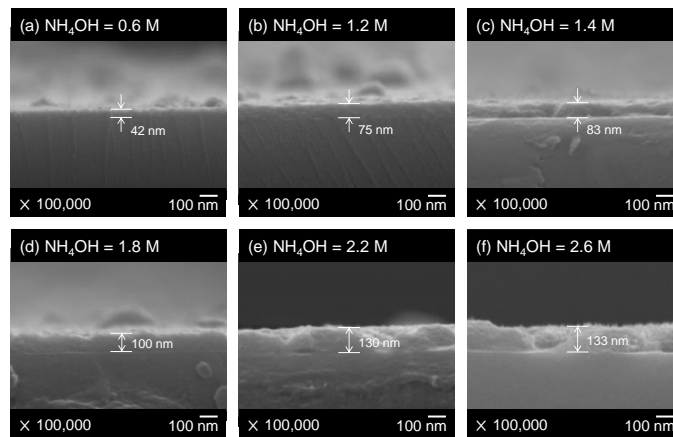 (a) NH₄OH = 0.6 M
42 nm
× 100,000 100 nm
(b) NH₄OH = 1.2 M
75 nm
× 100,000 100 nm
(c) NH₄OH = 1.4 M
83 nm
× 100,000 100 nm
(d) NH₄OH = 1.8 M
100 nm
× 100,000 100 nm
(e) NH₄OH = 2.2 M
130 nm
× 100,000 100 nm
(f) NH₄OH = 2.6 M
133 nm
× 100,000 100 nm